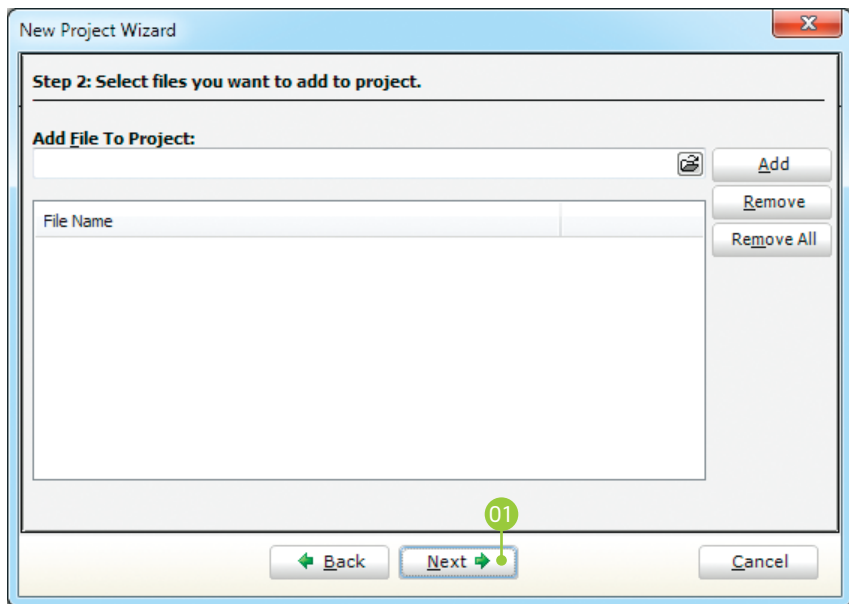 New Project Wizard
Step 2: Select files you want to add to project.
Add File To Project:
Add
Remove
File Name
Remove All
01
Back
Next
Cancel